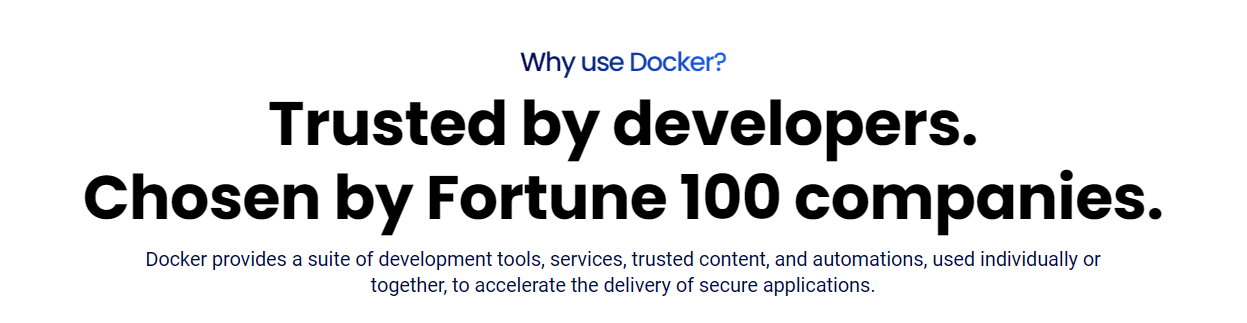 Why use Docker?
Trusted by developers.
Chosen by Fortune 100 companies.
Docker provides a suite of development tools, services, trusted content, and automations, used individually or
together, to accelerate the delivery of secure applications.